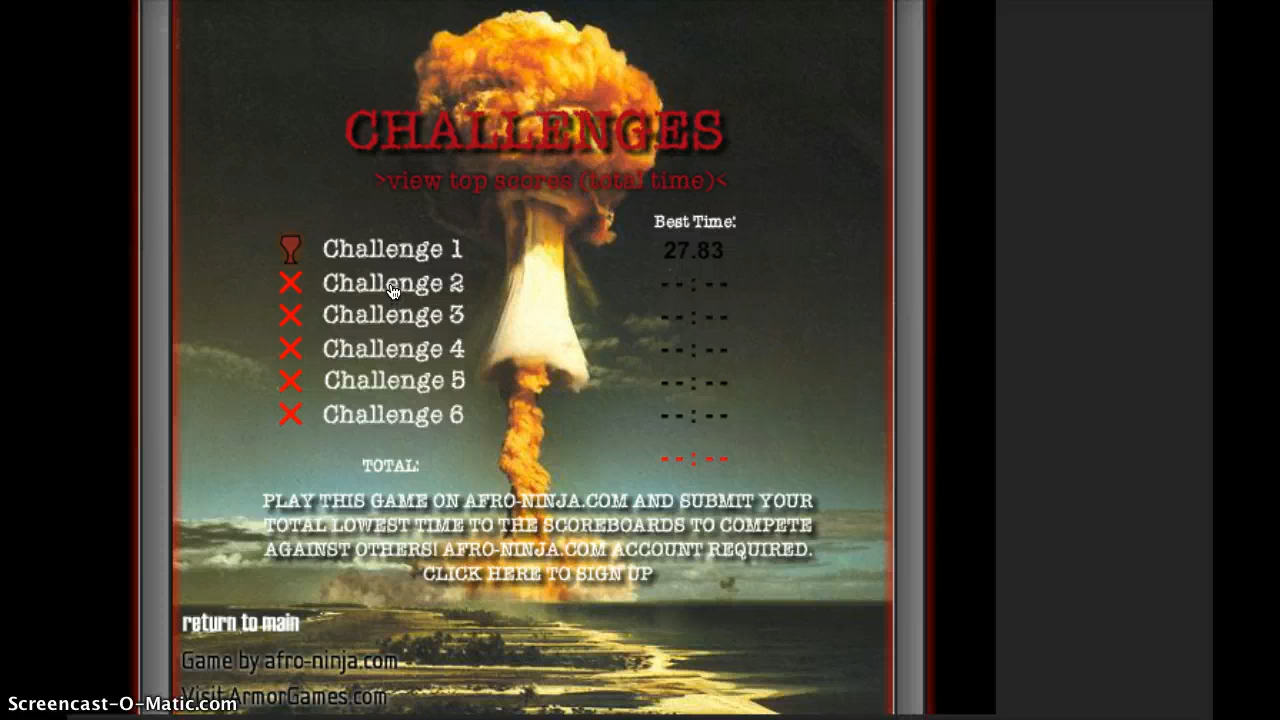 CHALLENGES
>view top scores (total time)<
Best Time:
Challenge 1 27.83
Challenge 2 --:--
Challenge 3 --:--
Challenge 4 --:--
Challenge 5 --:--
Challenge 6 --:--
TOTAL: --:--
PLAY THIS GAME ON AFRO-NINJA.COM AND SUBMIT YOUR
TOTAL LOWEST TIME TO THE SCOREBOARDS TO COMPETE
AGAINST OTHERS! AFRO-NINJA.COM ACCOUNT REQUIRED.
CLICK HERE TO SIGN UP
return to main
Game by afro-ninja.com
Visit ArmorGames.com
Screencast-O-Matic.com